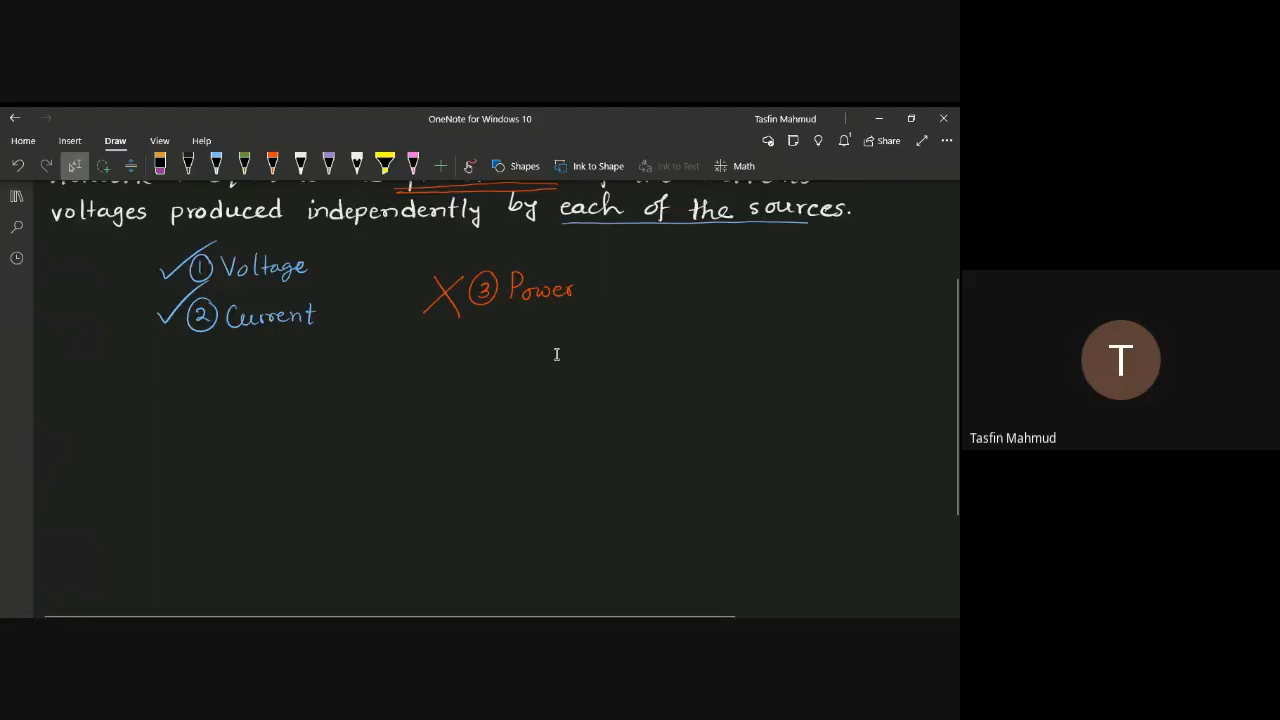 OneNote for Windows 10
Tasfin Mahmud
Home Insert Draw View Help
Share
Shapes Ink to Shape Ink to Text Math
voltages produced independently by each of the sources.
1 Voltage
2 Current
3 Power
T
Tasfin Mahmud